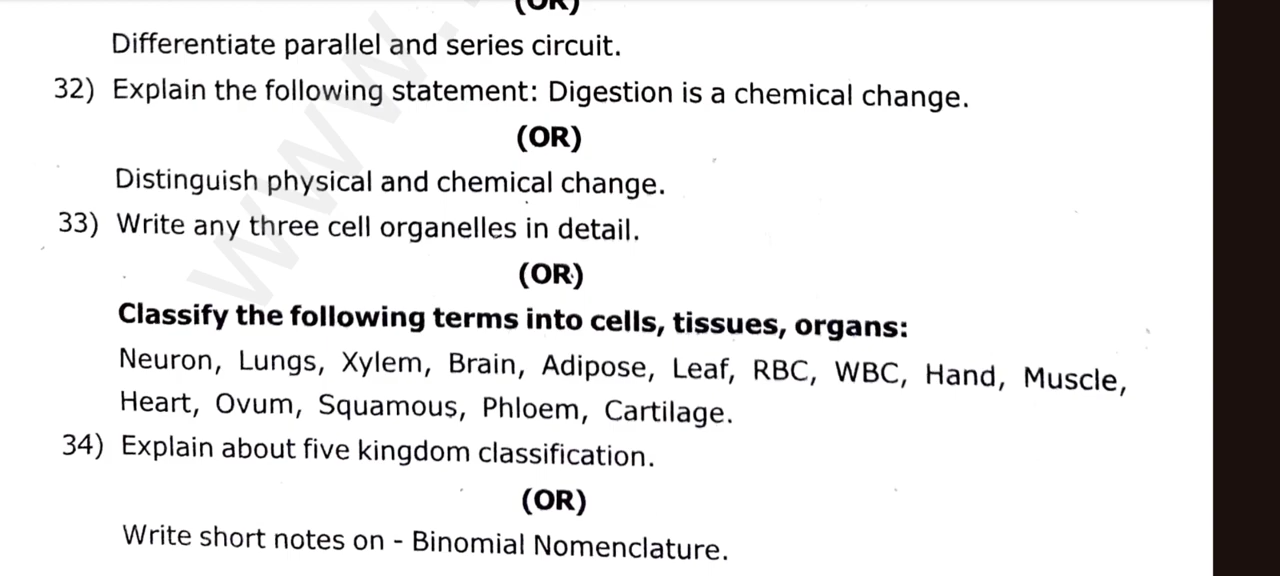 (OR)
Differentiate parallel and series circuit.
32) Explain the following statement: Digestion is a chemical change.
(OR)
Distinguish physical and chemical change.
33) Write any three cell organelles in detail.
(OR)
Classify the following terms into cells, tissues, organs:
Neuron, Lungs, Xylem, Brain, Adipose, Leaf, RBC, WBC, Hand, Muscle,
Heart, Ovum, Squamous, Phloem, Cartilage.
34) Explain about five kingdom classification.
(OR)
Write short notes on - Binomial Nomenclature.
www.